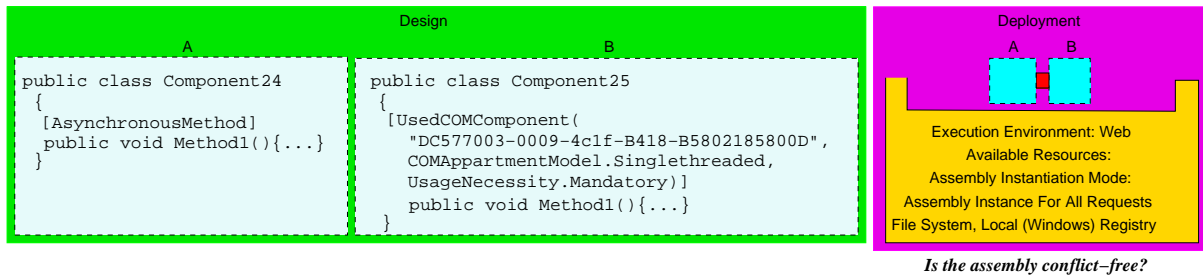 Design
A
public class Component24
{
[AsynchronousMethod]
public void Method1(){...}
}
B
public class Component25
{
[UsedCOMComponent(
"DC577003-0009-4c1f-B418-B5802185800D",
COMAppartmentModel.Singlethreaded,
UsageNecessity.Mandatory)]
public void Method1(){...}
}
Deployment
A B
Execution Environment: Web
Available Resources:
Assembly Instantiation Mode:
Assembly Instance For All Requests
File System, Local (Windows) Registry
Is the assembly conflict–free?